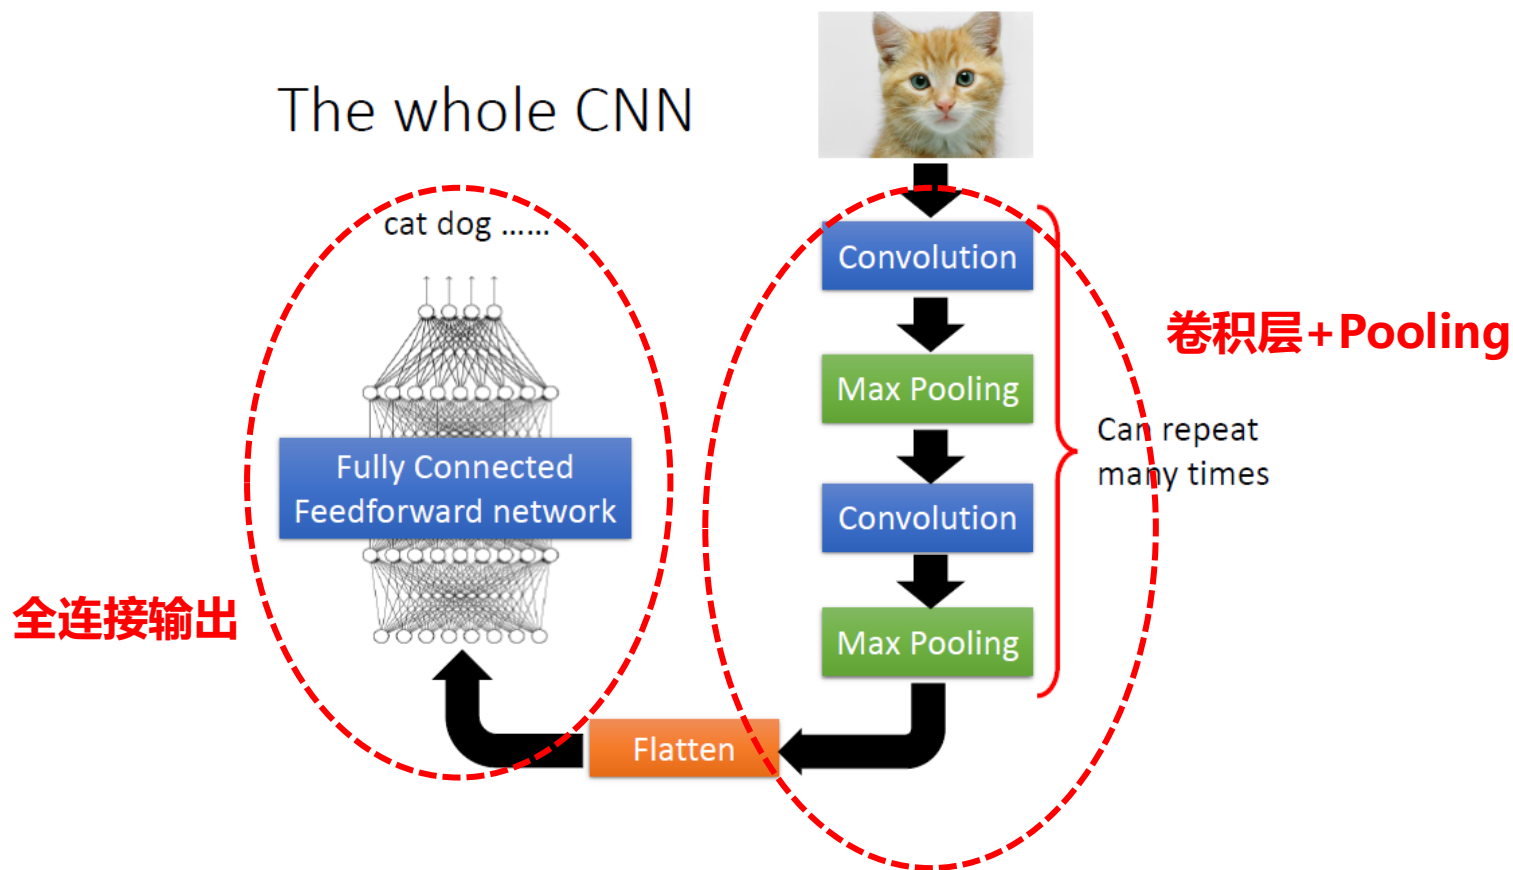 The whole CNN
cat dog ……
Convolution
Max Pooling
Convolution
Max Pooling
卷积层+Pooling
Can repeat
many times
Flatten
Fully Connected
Feedforward network
全连接输出